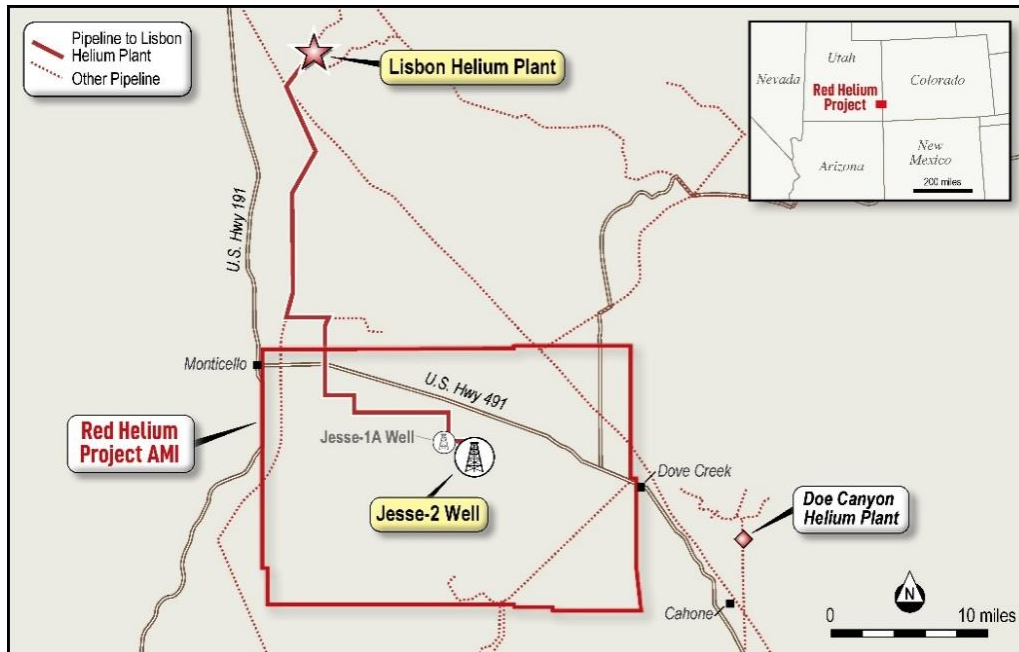 Pipeline to Lisbon
Helium Plant
Other Pipeline
Lisbon Helium Plant
Utah
Nevada
Colorado
Red Helium
Project
Arizona
New
Mexico
200 miles
U.S. Hwy 191
Monticello
U.S. Hwy 491
Red Helium
Project AMI
Jesse-1A Well
Jesse-2 Well
Dove Creek
Doe Canyon
Helium Plant
Cahone
N
0 10 miles